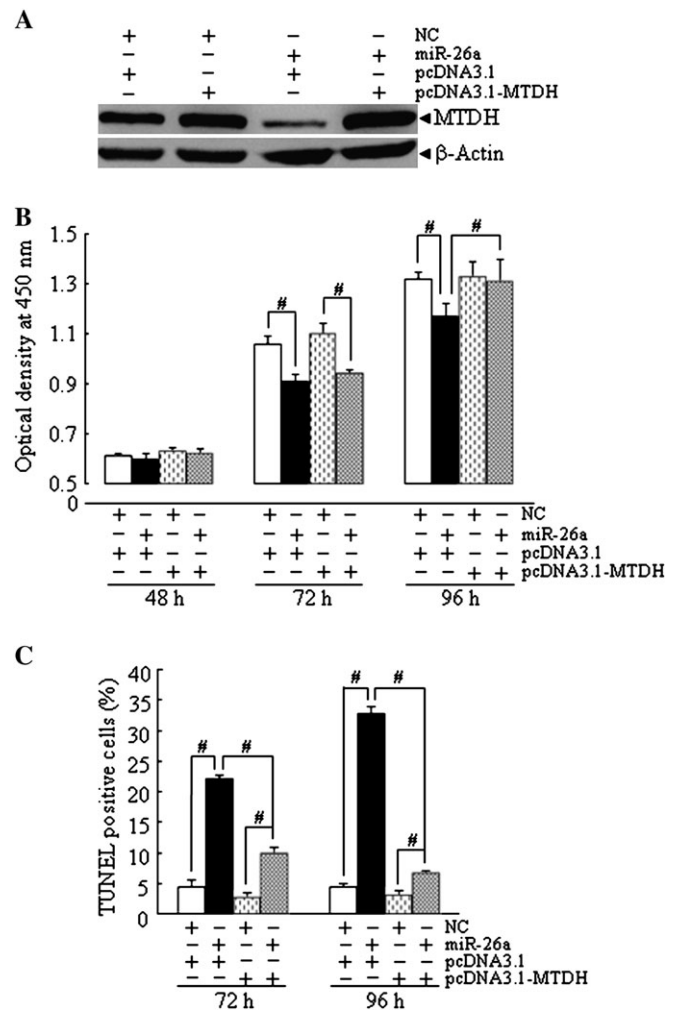 A
+ + − − NC
− − + + miR-26a
+ − + − pcDNA3.1
− + − + pcDNA3.1-MTDH
◄MTDH
◄β-Actin
B
Optical density at 450 nm
1.5
1.3
1.1
0.9
0.7
0.5
0
# # # #
+ − + − + − + − + − + − NC
− + − + − + − + − + − + miR-26a
+ + − − + + − − + + − − pcDNA3.1
− − + + − − + + − − + + pcDNA3.1-MTDH
48 h 72 h 96 h
C
TUNEL positive cells (%)
40
35
30
25
20
15
10
5
0
# # # # # #
+ − + − + − + − NC
− + − + − + − + miR-26a
+ + − − + + − − pcDNA3.1
− − + + − − + + pcDNA3.1-MTDH
72 h 96 h